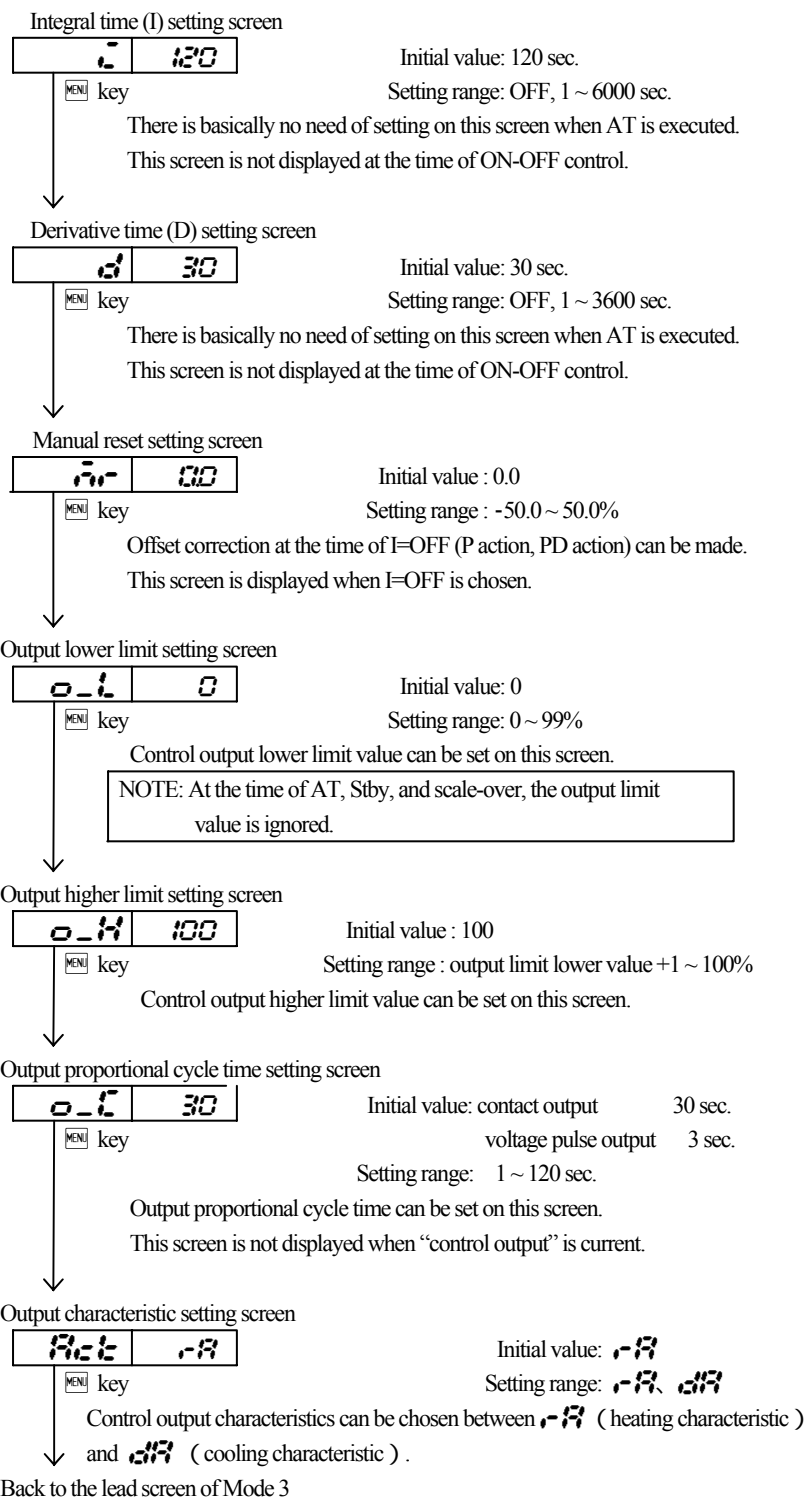 Integral time (I) setting screen
i 120 Initial value: 120 sec.
MENU key Setting range: OFF, 1 ~ 6000 sec.
There is basically no need of setting on this screen when AT is executed.
This screen is not displayed at the time of ON-OFF control.
Derivative time (D) setting screen
d 30 Initial value: 30 sec.
MENU key Setting range: OFF, 1 ~ 3600 sec.
There is basically no need of setting on this screen when AT is executed.
This screen is not displayed at the time of ON-OFF control.
Manual reset setting screen
mr 0.0 Initial value : 0.0
MENU key Setting range : -50.0 ~ 50.0%
Offset correction at the time of I=OFF (P action, PD action) can be made.
This screen is displayed when I=OFF is chosen.
Output lower limit setting screen
o_L 0 Initial value: 0
MENU key Setting range: 0 ~ 99%
Control output lower limit value can be set on this screen.
NOTE: At the time of AT, Stby, and scale-over, the output limit
value is ignored.
Output higher limit setting screen
o_H 100 Initial value : 100
MENU key Setting range : output limit lower value +1 ~ 100%
Control output higher limit value can be set on this screen.
Output proportional cycle time setting screen
o_C 30 Initial value: contact output 30 sec.
MENU key voltage pulse output 3 sec.
Setting range: 1 ~ 120 sec.
Output proportional cycle time can be set on this screen.
This screen is not displayed when “control output” is current.
Output characteristic setting screen
Act rA Initial value: rA
MENU key Setting range: rA、dA
Control output characteristics can be chosen between rA (heating characteristic)
and dA (cooling characteristic).
Back to the lead screen of Mode 3